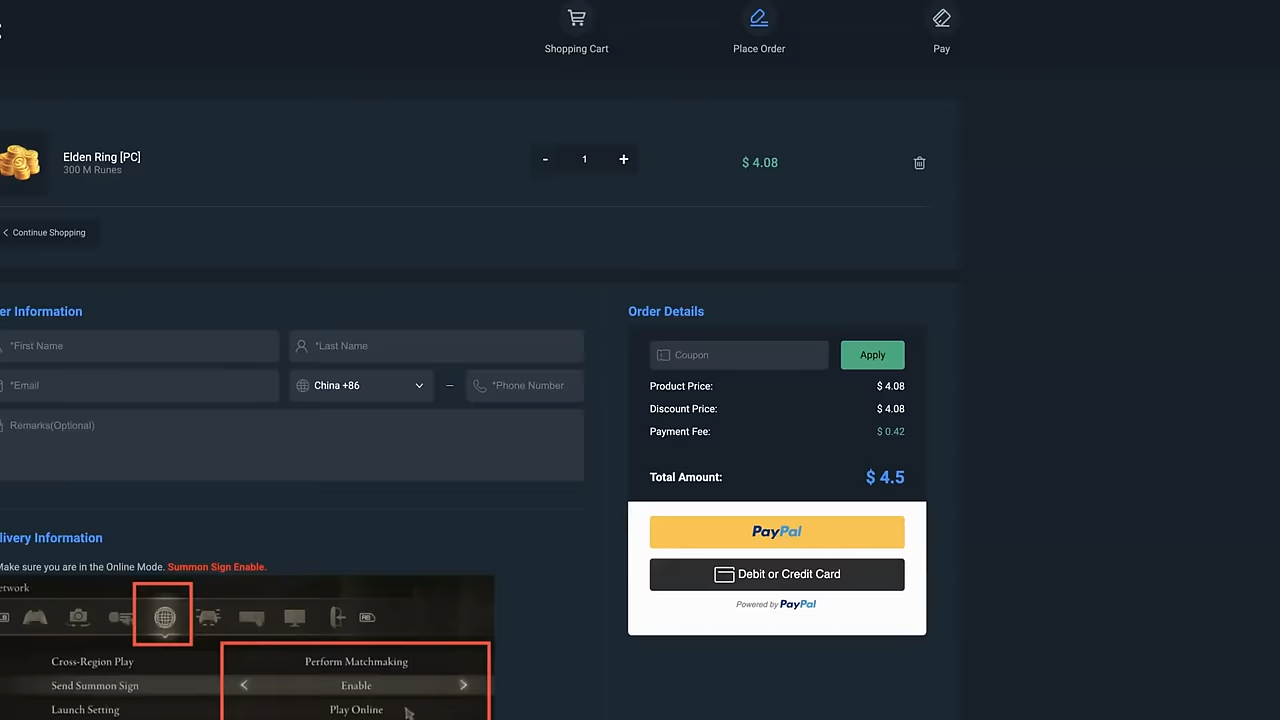 Shopping Cart
Place Order
Pay
Elden Ring [PC]
300 M Runes
- 1 +
$ 4.08
Continue Shopping
er Information
Order Details
*First Name
*Last Name
Coupon
Apply
*Email
China +86
*Phone Number
Product Price: $ 4.08
Discount Price: $ 4.08
Remarks(Optional)
Payment Fee: $ 0.42
Total Amount: $ 4.5
PayPal
livery Information
Debit or Credit Card
Make sure you are in the Online Mode. Summon Sign Enable.
Powered by PayPal
etwork
Cross-Region Play
Perform Matchmaking
Send Summon Sign
Enable
Launch Setting
Play Online